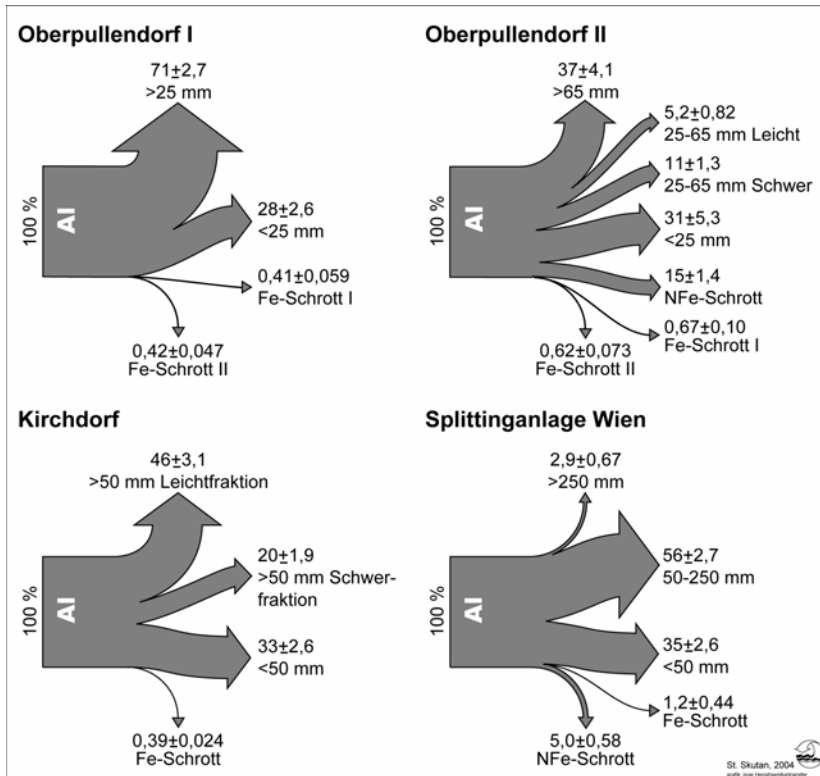 Oberpullendorf I
71±2,7
>25 mm
100 %
Al
28±2,6
<25 mm
0,41±0,059
Fe-Schrott I
0,42±0,047
Fe-Schrott II
Oberpullendorf II
37±4,1
>65 mm
5,2±0,82
25-65 mm Leicht
11±1,3
25-65 mm Schwer
100 %
Al
31±5,3
<25 mm
15±1,4
NFe-Schrott
0,67±0,10
Fe-Schrott I
0,62±0,073
Fe-Schrott II
Kirchdorf
46±3,1
>50 mm Leichtfraktion
100 %
Al
20±1,9
>50 mm Schwer-
fraktion
33±2,6
<50 mm
0,39±0,024
Fe-Schrott
Splittinganlage Wien
2,9±0,67
>250 mm
100 %
Al
56±2,7
50-250 mm
35±2,6
<50 mm
1,2±0,44
Fe-Schrott
5,0±0,58
NFe-Schrott
St. Skutan, 2004